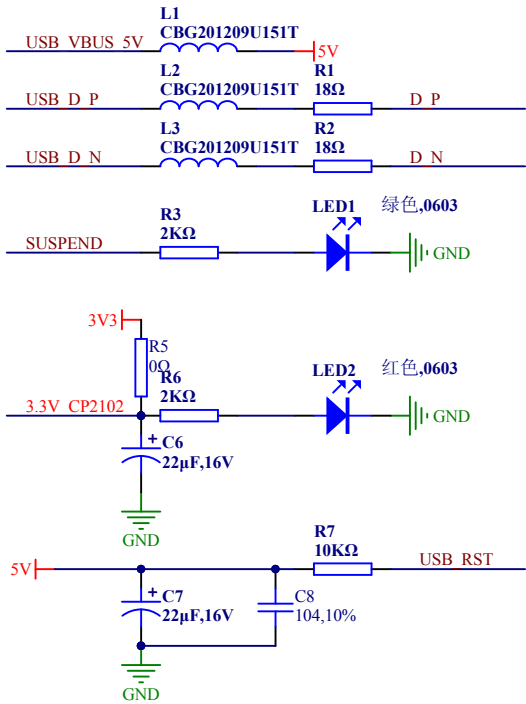 L1
CBG201209U151T
USB_VBUS_5V
5V
L2
CBG201209U151T
R1
18Ω
USB_D_P
D_P
L3
CBG201209U151T
R2
18Ω
USB_D_N
D_N
R3
2KΩ
LED1
绿色,0603
SUSPEND
GND
3V3
R5
0Ω
R6
2KΩ
LED2
红色,0603
3.3V_CP2102
GND
C6
22μF,16V
GND
R7
10KΩ
5V
USB_RST
C7
22μF,16V
C8
104,10%
GND